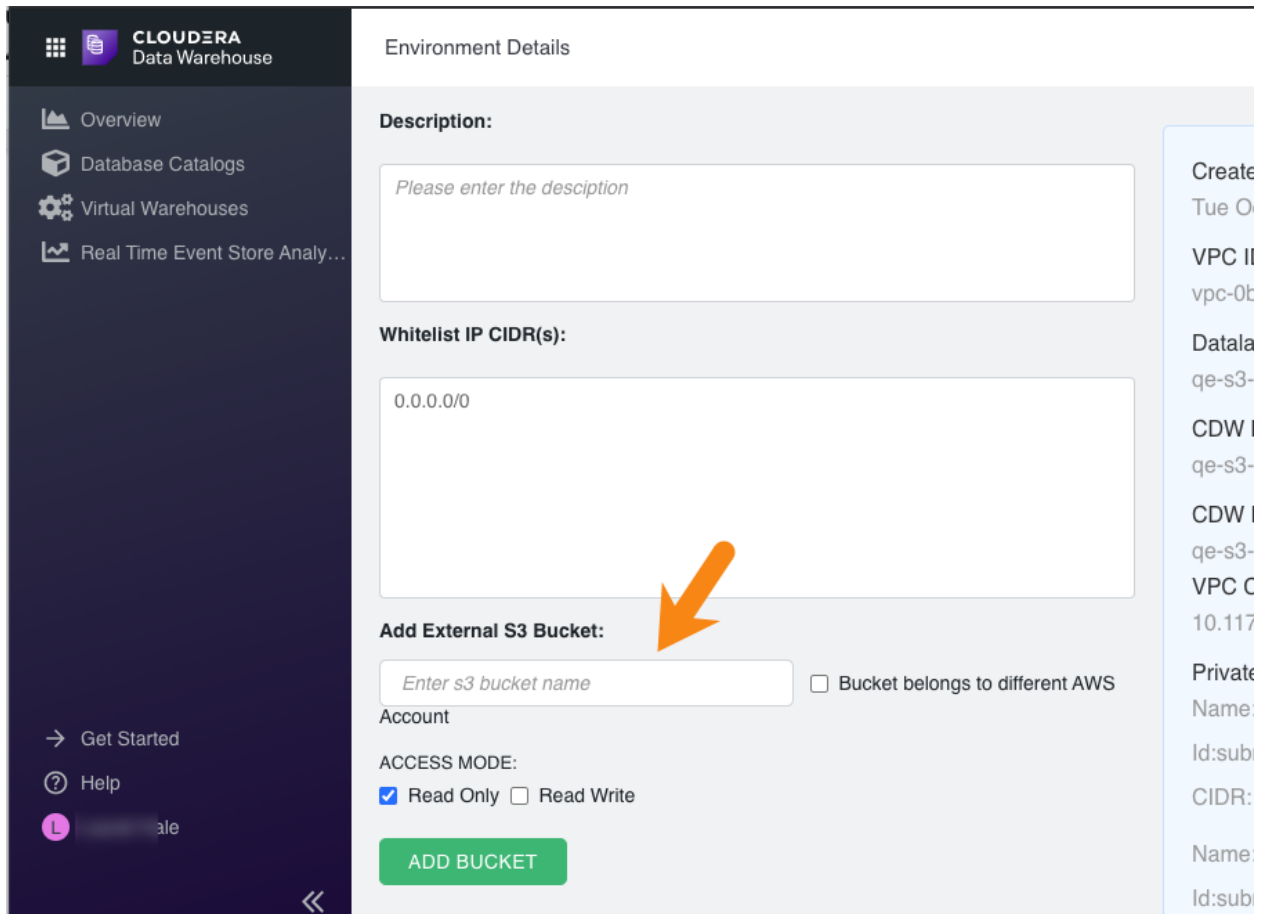 CLOUDERA
Data Warehouse
Overview
Database Catalogs
Virtual Warehouses
Real Time Event Store Analy...
Get Started
Help
L
ale
Environment Details
Description:
Please enter the desciption
Whitelist IP CIDR(s):
0.0.0.0/0
Add External S3 Bucket:
Enter s3 bucket name
Bucket belongs to different AWS
Account
ACCESS MODE:
Read Only Read Write
ADD BUCKET
Create
Tue O
VPC I
vpc-0b
Datala
qe-s3-
CDW
qe-s3-
CDW
qe-s3-
VPC C
10.117
Private
Name:
Id:subn
CIDR:
Name:
Id:subn